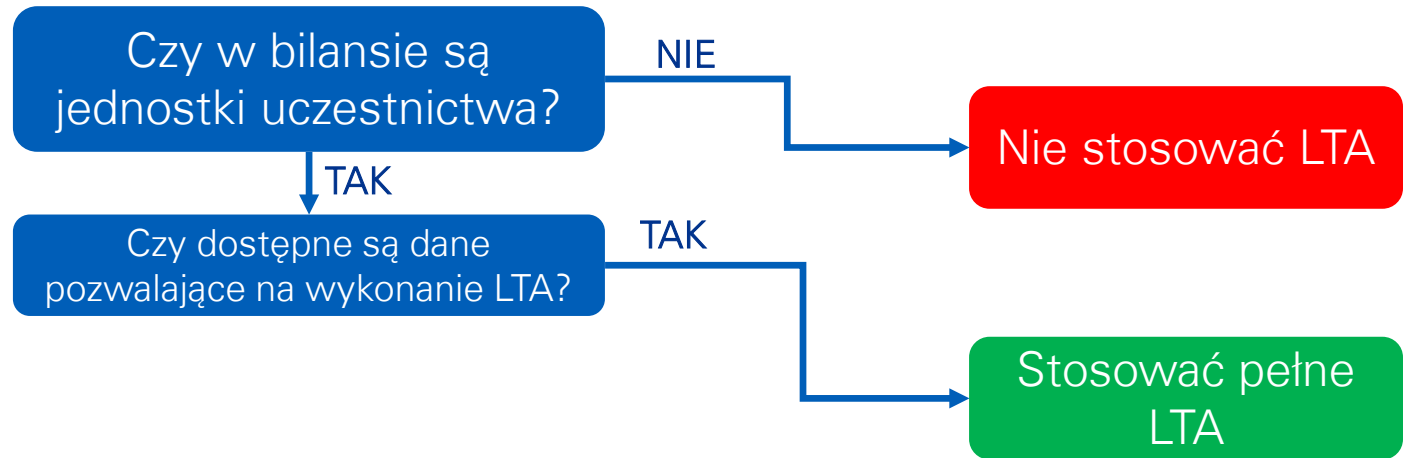 Czy w bilansie są
jednostki uczestnictwa?
NIE
Nie stosować LTA
TAK
Czy dostępne są dane
pozwalające na wykonanie LTA?
TAK
Stosować pełne
LTA